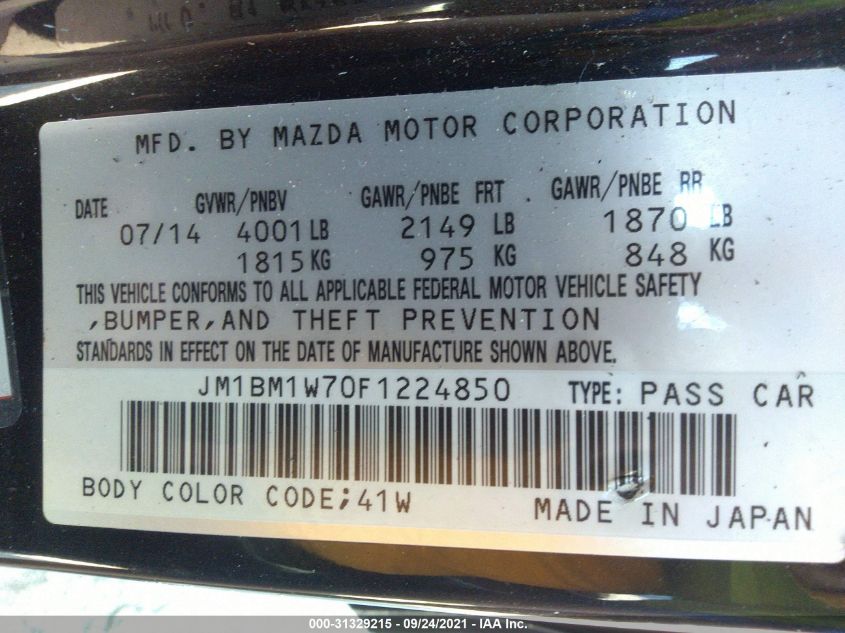 MFD. BY MAZDA MOTOR CORPORATION
DATE GVWR/PNBV GAWR/PNBE FRT . GAWR/PNBE RR
07/14 4001 LB 2149 LB 1870 LB
1815 KG 975 KG 848 KG
THIS VEHICLE CONFORMS TO ALL APPLICABLE FEDERAL MOTOR VEHICLE SAFETY
,BUMPER,AND THEFT PREVENTION
STANDARDS IN EFFECT ON THE DATE OF MANUFACTURE SHOWN ABOVE.
JM1BM1W70F1224850 TYPE: PASS CAR
BODY COLOR CODE;41W
MADE IN JAPAN
000-31329215 - 09/24/2021 - IAA Inc.